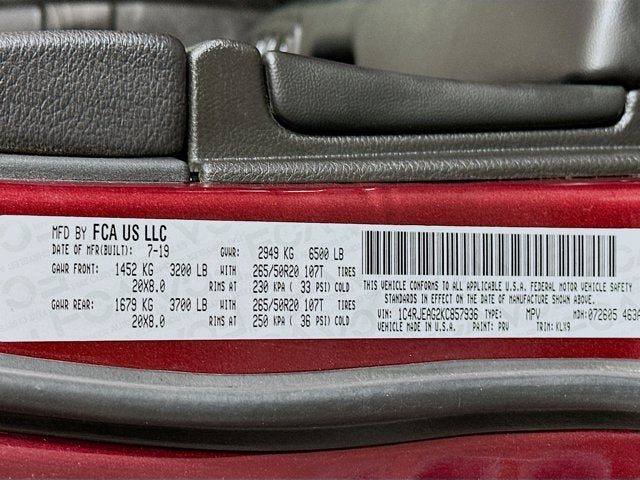 MFD BY FCA US LLC
DATE OF MFR(BUILT): 7-19 GVWR: 2949 KG 6500 LB
GAWR FRONT: 1452 KG 3200 LB WITH 265/50R20 107T TIRES
20X8.0 RIMS AT 230 KPA ( 33 PSI) COLD
GAWR REAR: 1679 KG 3700 LB WITH 265/50R20 107T TIRES
20X8.0 RIMS AT 250 KPA ( 36 PSI) COLD
THIS VEHICLE CONFORMS TO ALL APPLICABLE U.S.A. FEDERAL MOTOR VEHICLE SAFETY
STANDARDS IN EFFECT ON THE DATE OF MANUFACTURE SHOWN ABOVE.
VIN: 1C4RJEAG2KC857936 TYPE: MPV MDH: 072605 463A
VEHICLE MADE IN U.S.A. PAINT: PRV TRIM: KLX9